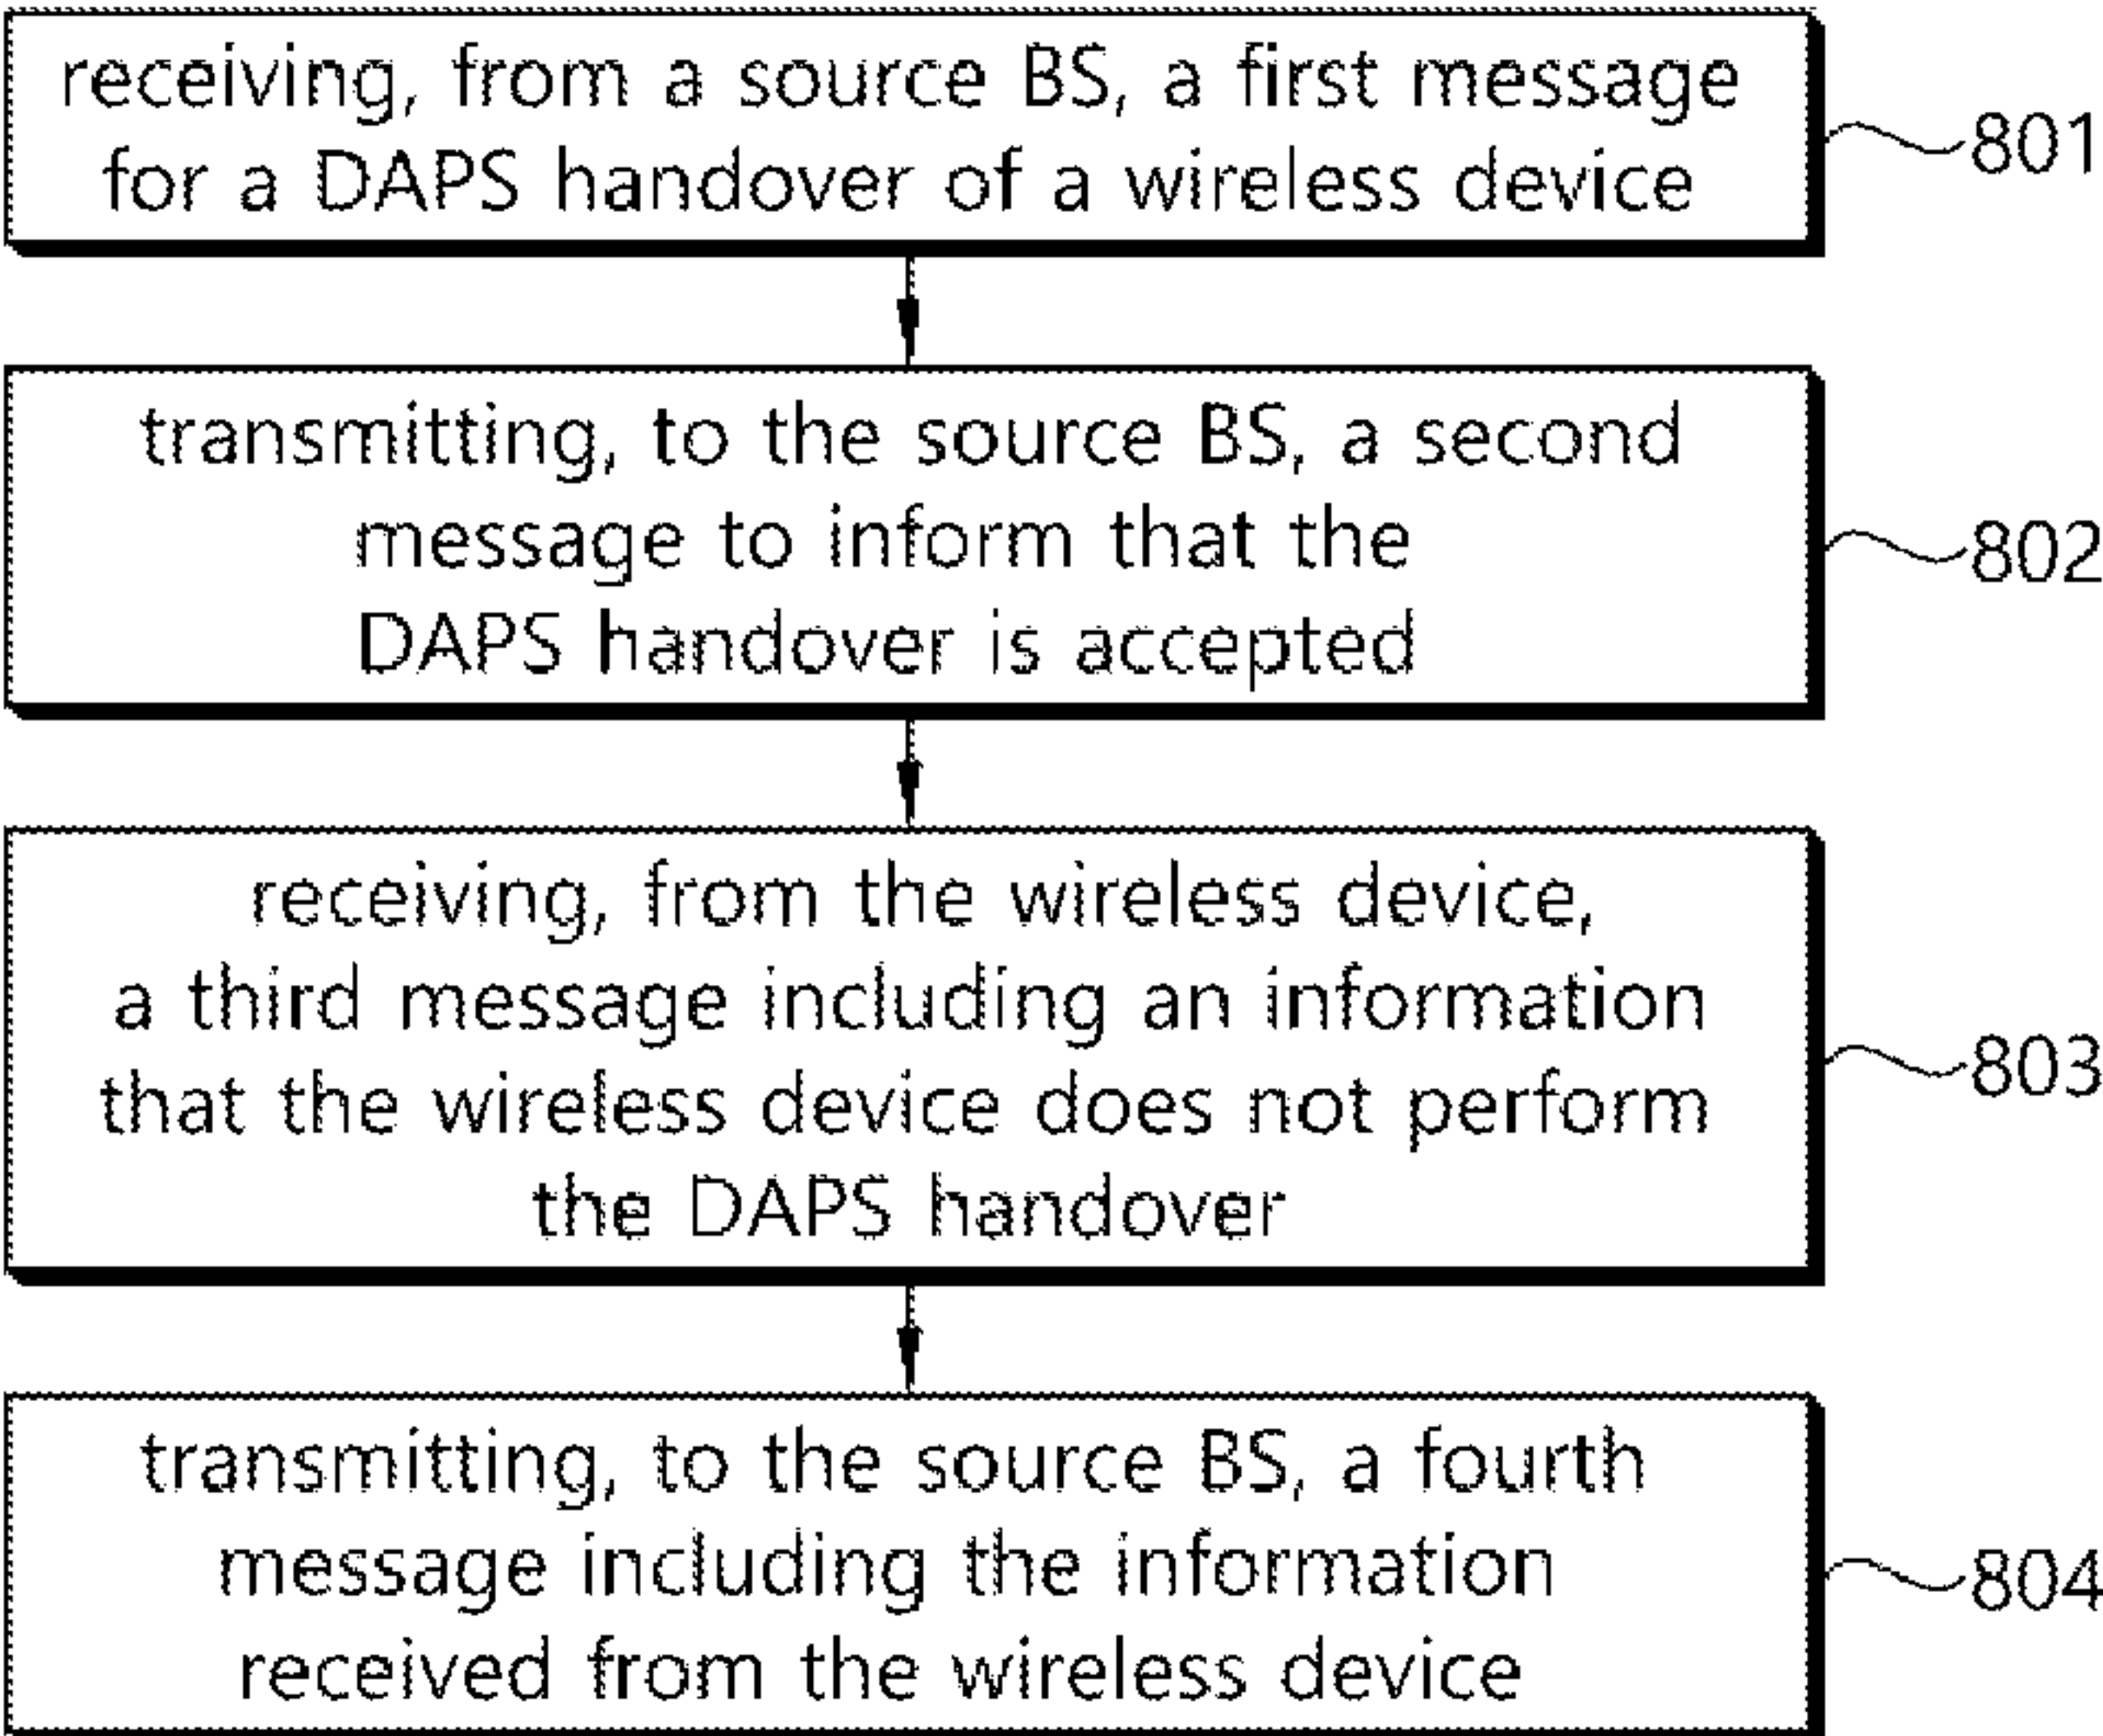 receiving, from a source BS, a first message
for a DAPS handover of a wireless device
801
transmitting, to the source BS, a second
message to inform that the
DAPS handover is accepted
802
receiving, from the wireless device,
a third message including an information
that the wireless device does not perform
the DAPS handover
803
transmitting, to the source BS, a fourth
message including the information
received from the wireless device
804